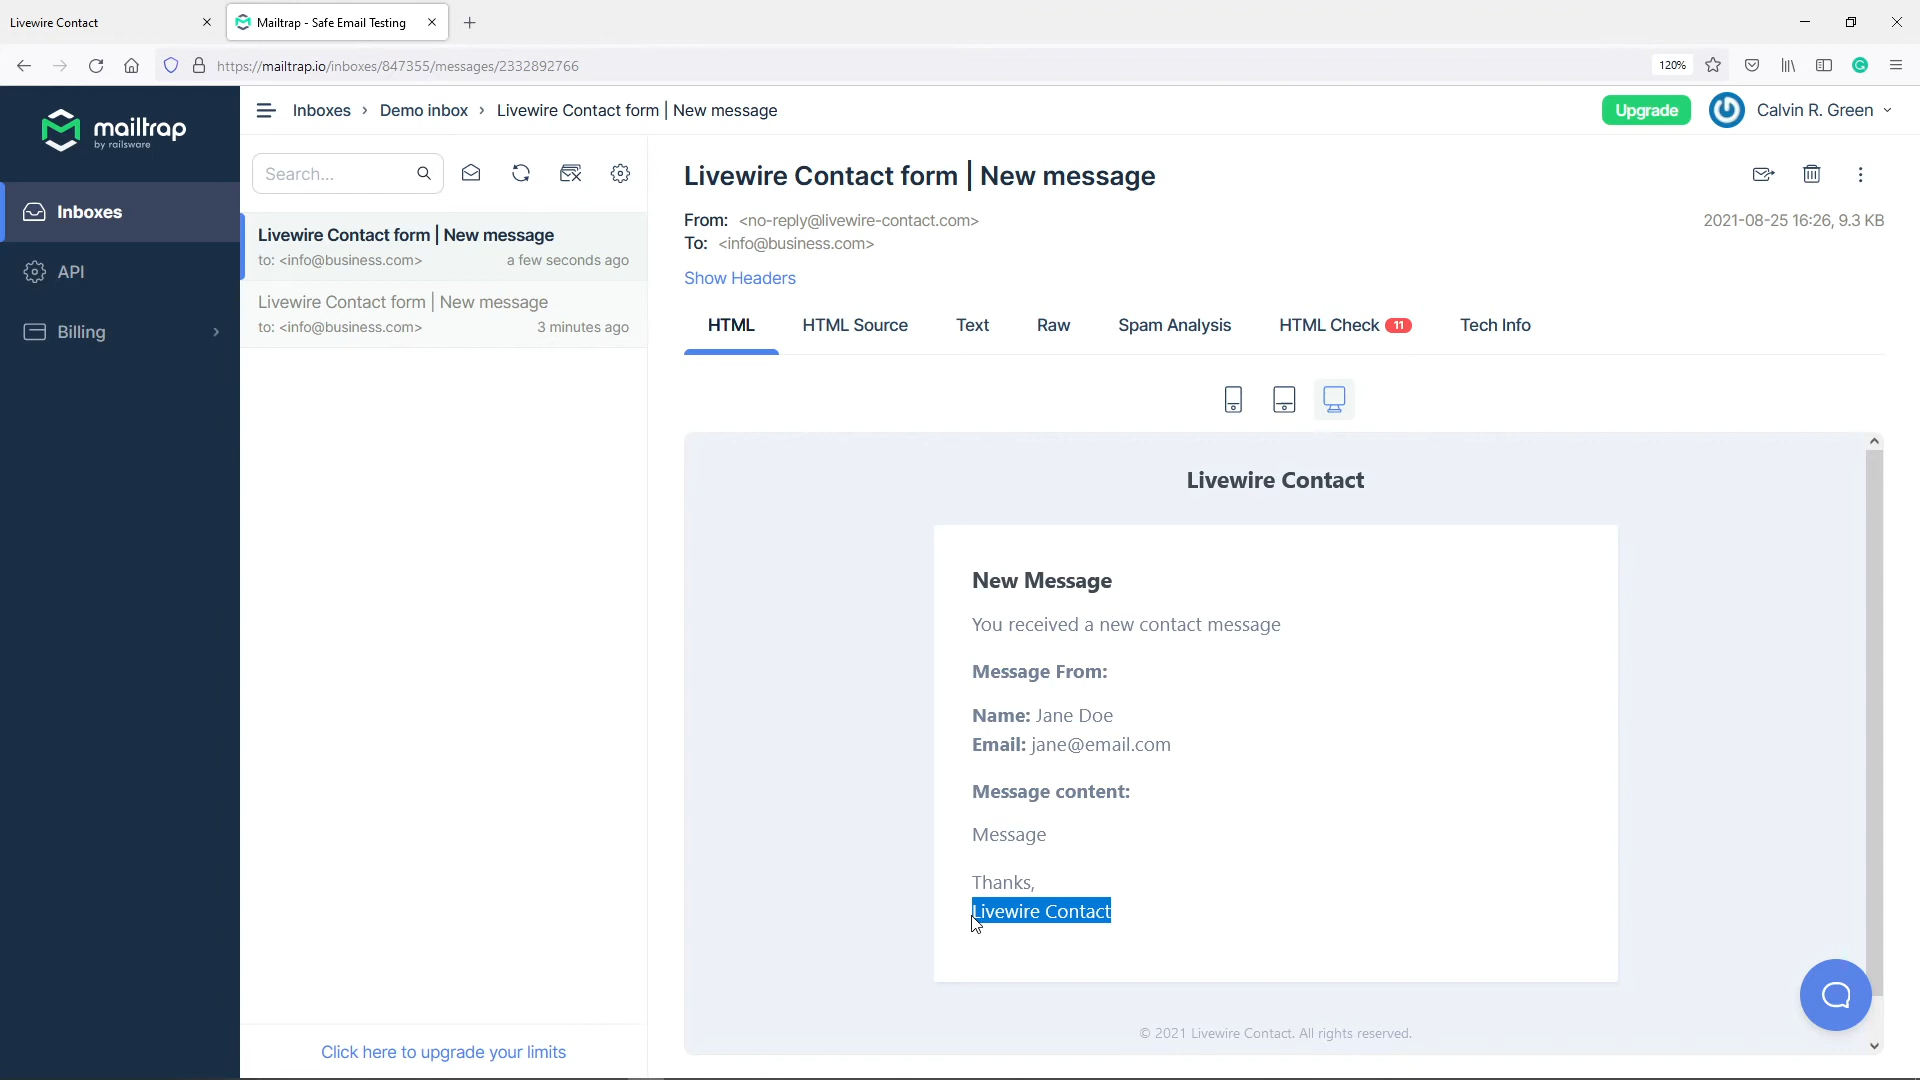 Livewire Contact
Mailtrap - Safe Email Testing
https://mailtrap.io/inboxes/847355/messages/2332892766
120%
mailtrap
by railsware
Inboxes
API
Billing
Inboxes › Demo inbox › Livewire Contact form | New message
Upgrade
Calvin R. Green
Search...
Livewire Contact form | New message
to: <info@business.com> a few seconds ago
Livewire Contact form | New message
to: <info@business.com> 3 minutes ago
Click here to upgrade your limits
Livewire Contact form | New message
From: <no-reply@livewire-contact.com>
2021-08-25 16:26, 9.3 KB
To: <info@business.com>
Show Headers
HTML HTML Source Text Raw Spam Analysis HTML Check 11 Tech Info
Livewire Contact
New Message
You received a new contact message
Message From:
Name: Jane Doe
Email: jane@email.com
Message content:
Message
Thanks,
Livewire Contact
© 2021 Livewire Contact. All rights reserved.